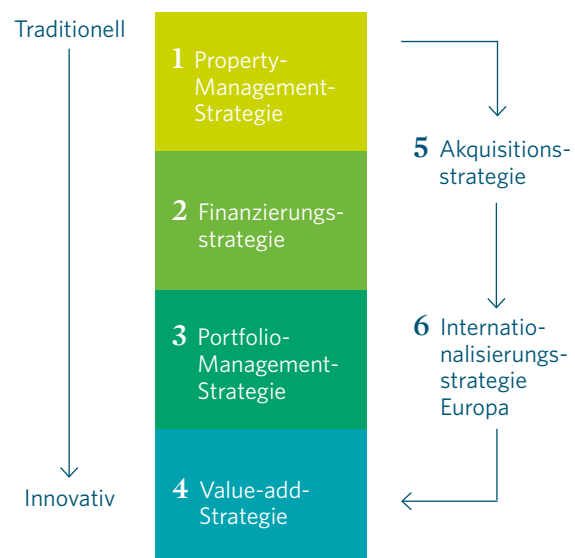 Traditionell
1 Property-
Management-
Strategie
2 Finanzierungs-
strategie
3 Portfolio-
Management-
Strategie
4 Value-add-
Strategie
Innovativ
5 Akquisitions-
strategie
6 Internatio-
nalisierungs-
strategie
Europa